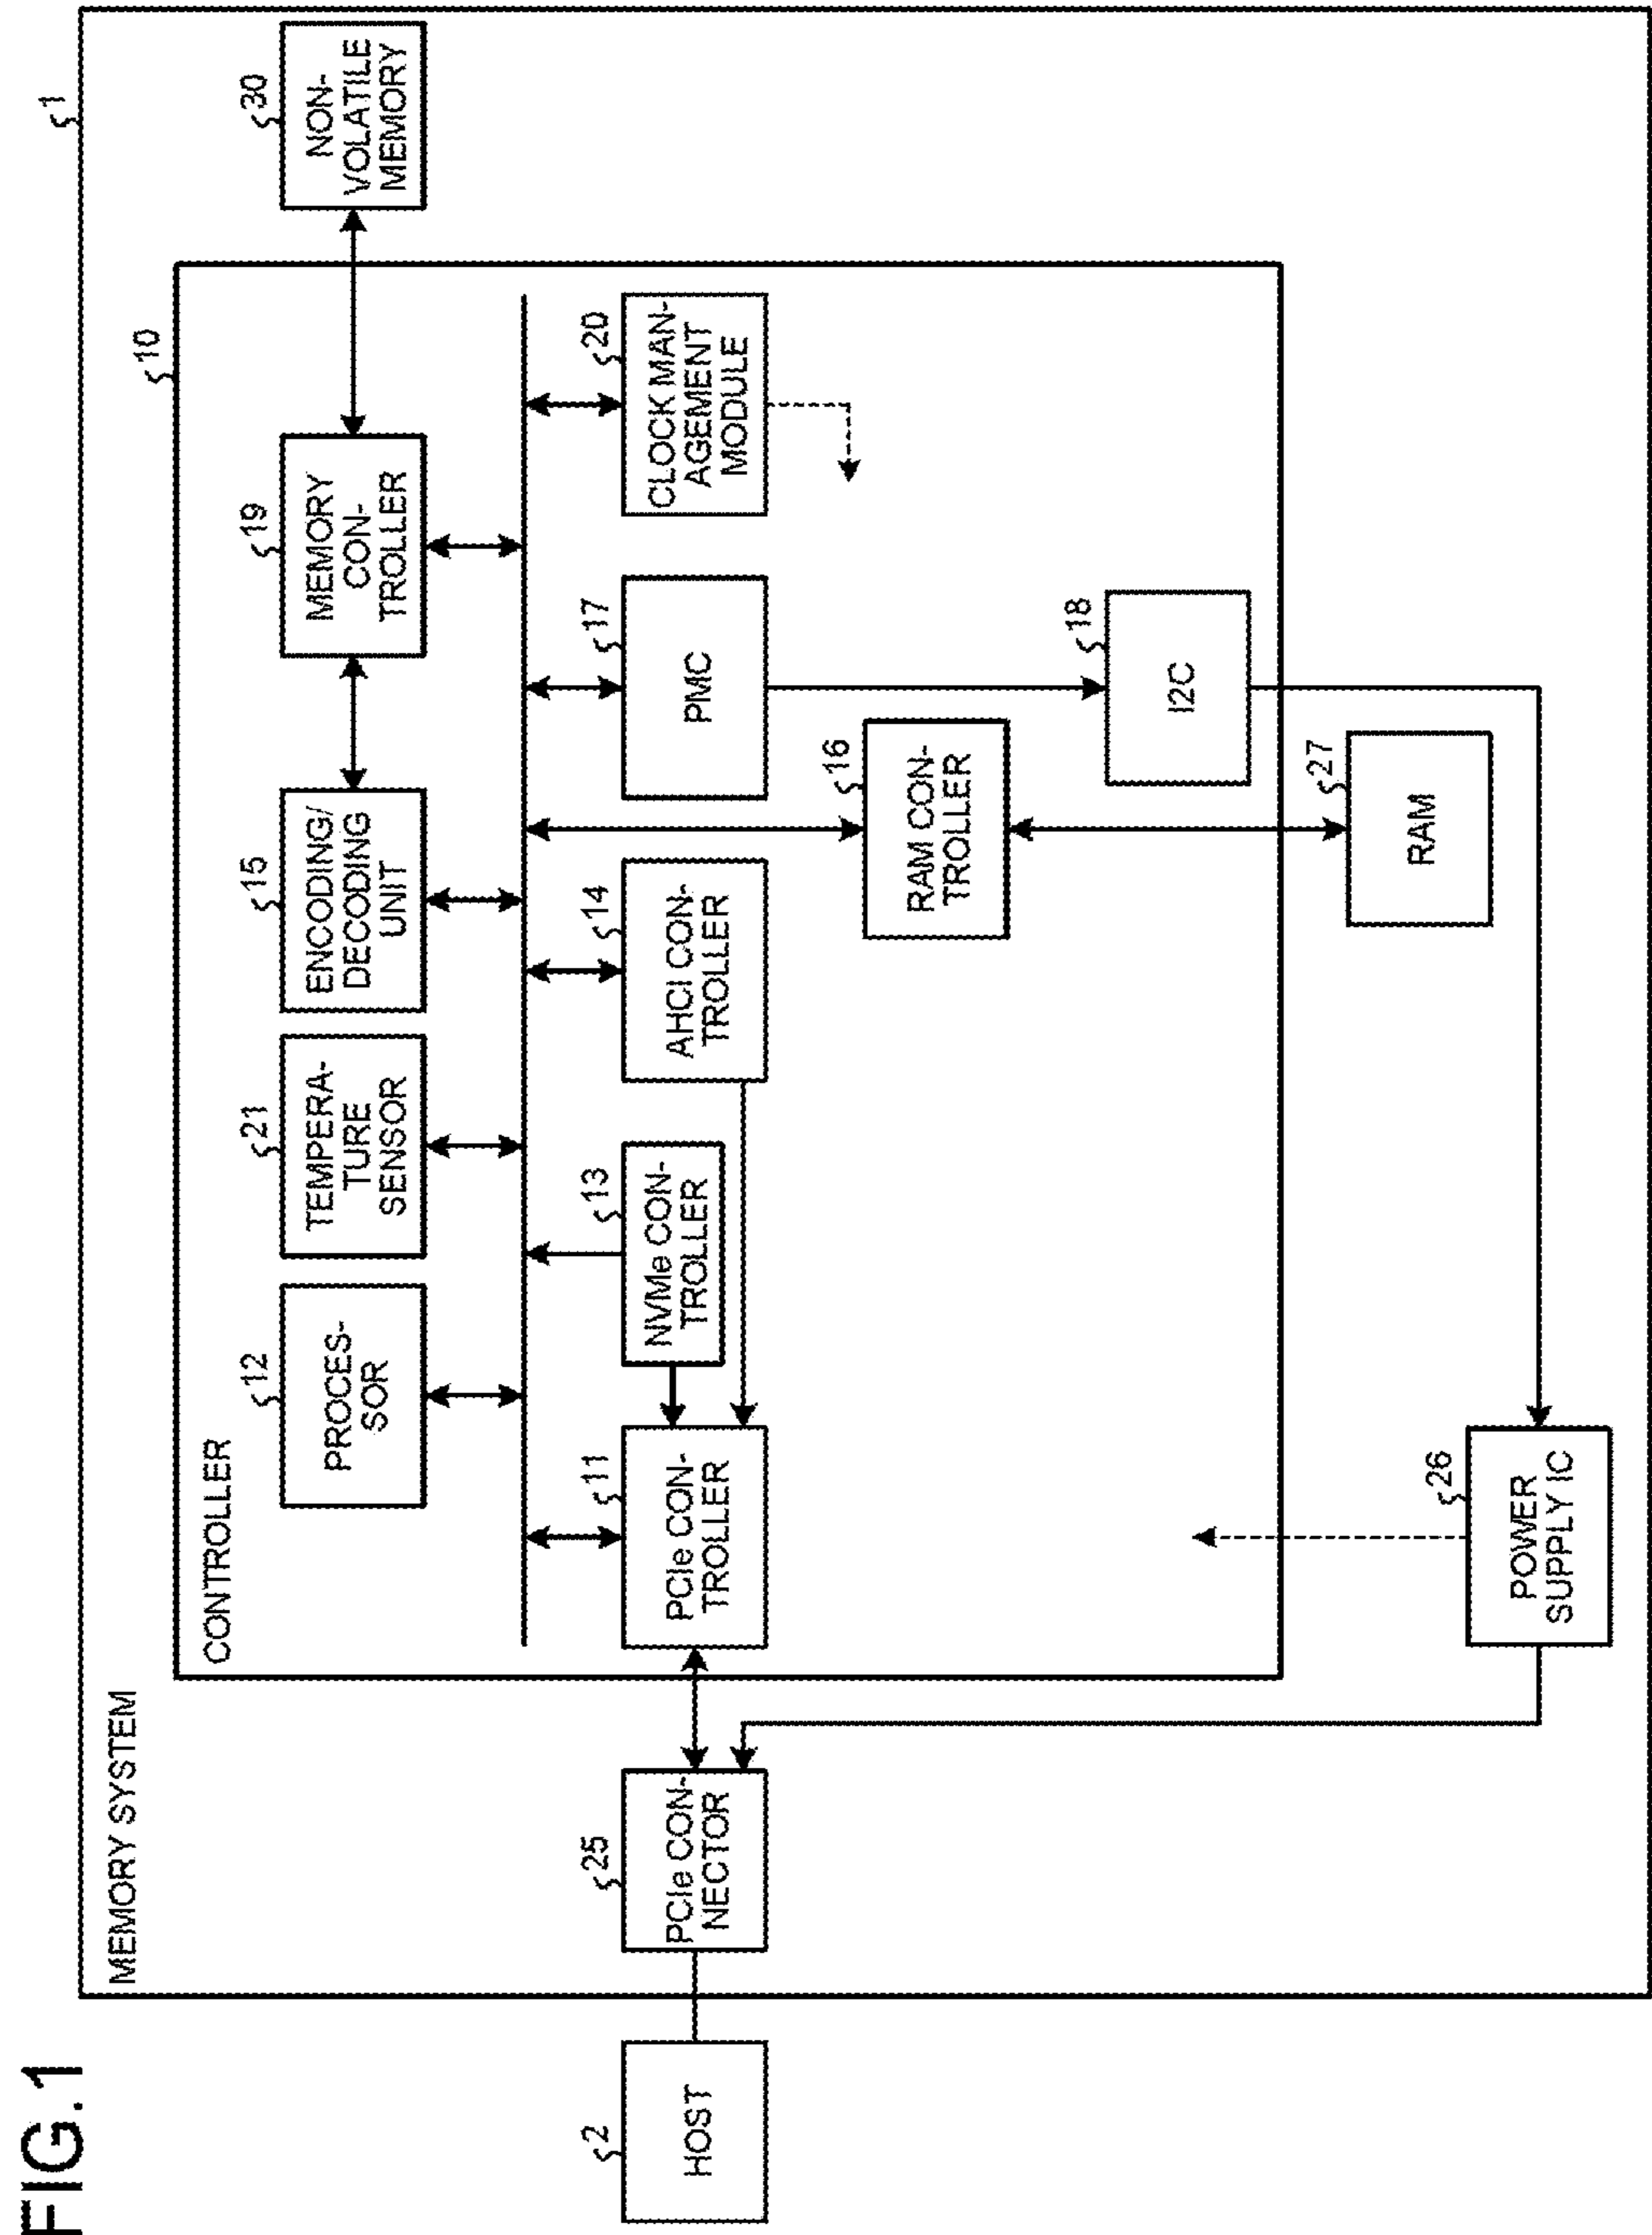 FIG.1
1
MEMORY SYSTEM
10
CONTROLLER
12
PROCES-
SOR
21
TEMPERA-
TURE
SENSOR
15
ENCODING/
DECODING
UNIT
19
MEMORY
CON-
TROLLER
30
NON-
VOLATILE
MEMORY
2
HOST
25
PCIe CON-
NECTOR
11
PCIe CON-
TROLLER
13
NVMe CON-
TROLLER
14
AHCI CON-
TROLLER
17
PMC
20
CLOCK MAN-
AGEMENT
MODULE
16
RAM CON-
TROLLER
18
I2C
27
RAM
26
POWER
SUPPLY IC